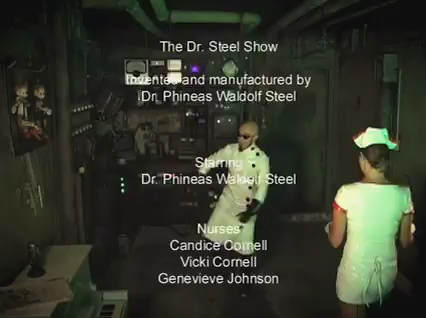 The Dr. Steel Show
Invented and manufactured by
Dr. Phineas Waldolf Steel
Starring
Dr. Phineas Waldolf Steel
Nurses
Candice Cornell
Vicki Cornell
Genevieve Johnson